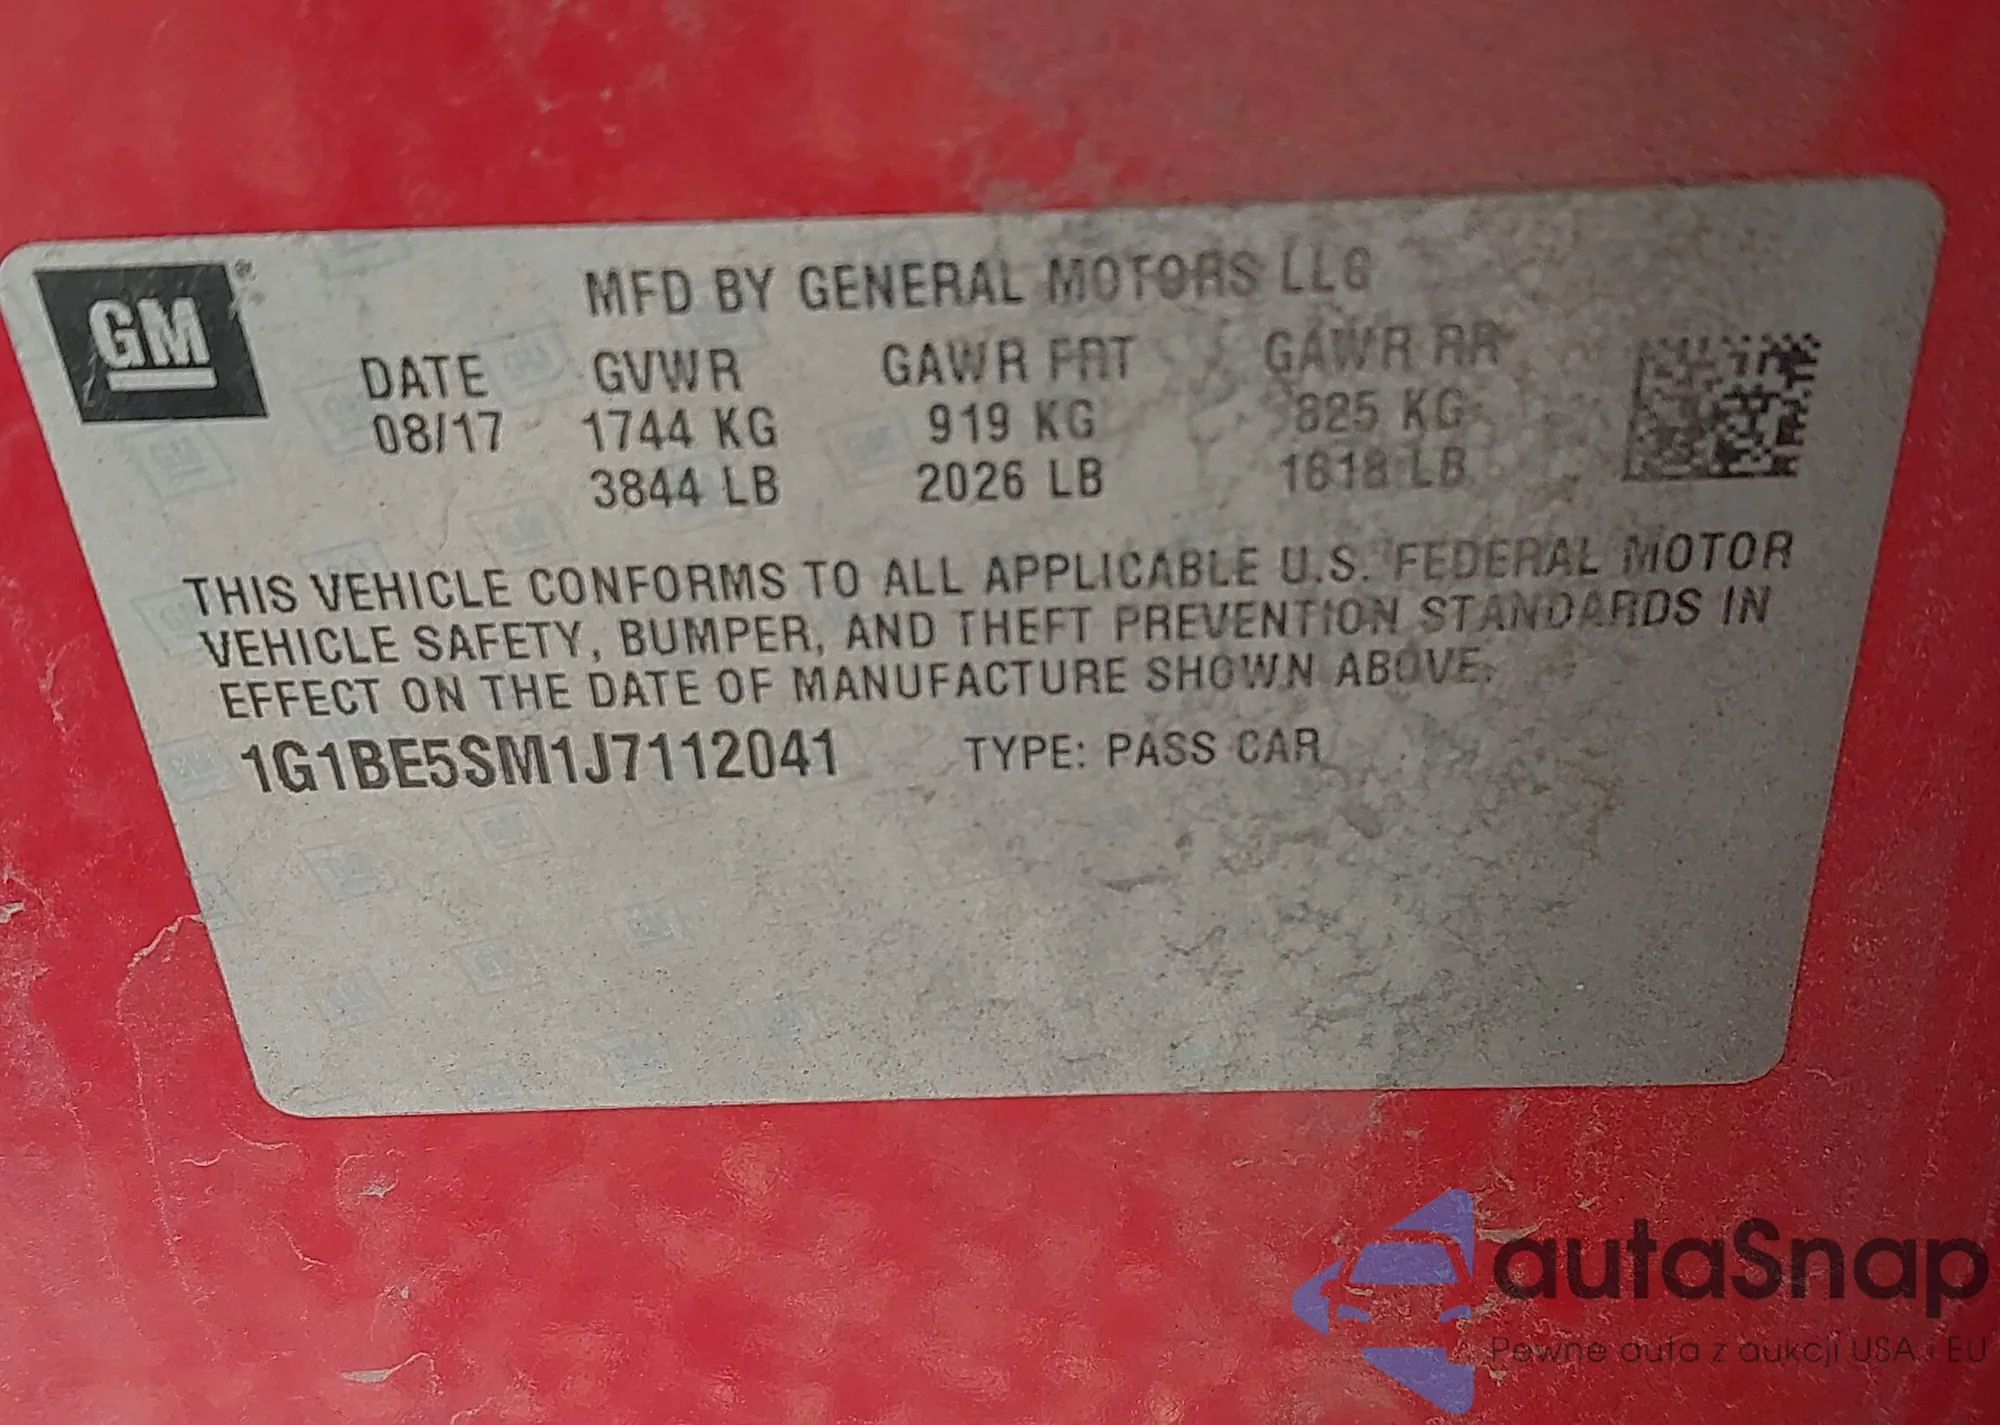 GM
MFD BY GENERAL MOTORS LLC
DATE GVWR GAWR FRT GAWR RR
08/17 1744 KG 919 KG 825 KG
3844 LB 2026 LB 1818 LB
THIS VEHICLE CONFORMS TO ALL APPLICABLE U.S. FEDERAL MOTOR
VEHICLE SAFETY, BUMPER, AND THEFT PREVENTION STANDARDS IN
EFFECT ON THE DATE OF MANUFACTURE SHOWN ABOVE.
1G1BE5SM1J7112041 TYPE: PASS CAR
autaSnap
Pewne auta z aukcji USA i EU